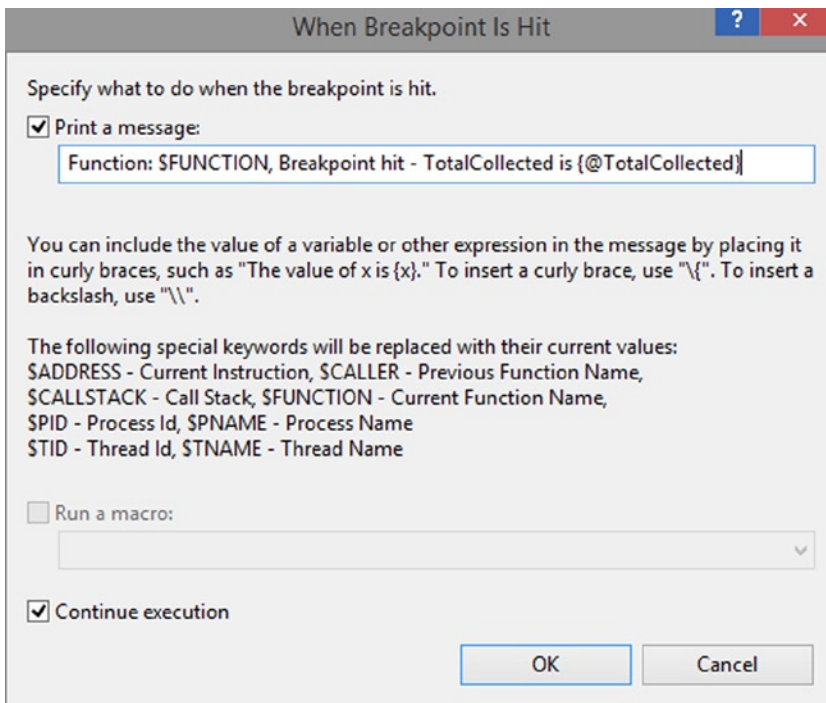 When Breakpoint Is Hit
?
×
Specify what to do when the breakpoint is hit.
Print a message:
Function: $FUNCTION, Breakpoint hit - TotalCollected is {@TotalCollected}
You can include the value of a variable or other expression in the message by placing it
in curly braces, such as "The value of x is {x}." To insert a curly brace, use "\{". To insert a
backslash, use "\\".
The following special keywords will be replaced with their current values:
$ADDRESS - Current Instruction, $CALLER - Previous Function Name,
$CALLSTACK - Call Stack, $FUNCTION - Current Function Name,
$PID - Process Id, $PNAME - Process Name
$TID - Thread Id, $TNAME - Thread Name
Run a macro:
Continue execution
OK
Cancel